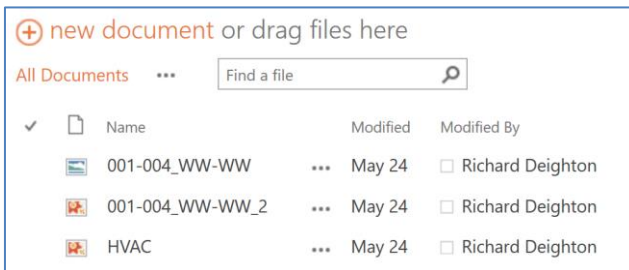 new document or drag files here
All Documents ... Find a file
Name Modified Modified By
001-004_WW-WW ... May 24 Richard Deighton
001-004_WW-WW_2 ... May 24 Richard Deighton
HVAC ... May 24 Richard Deighton